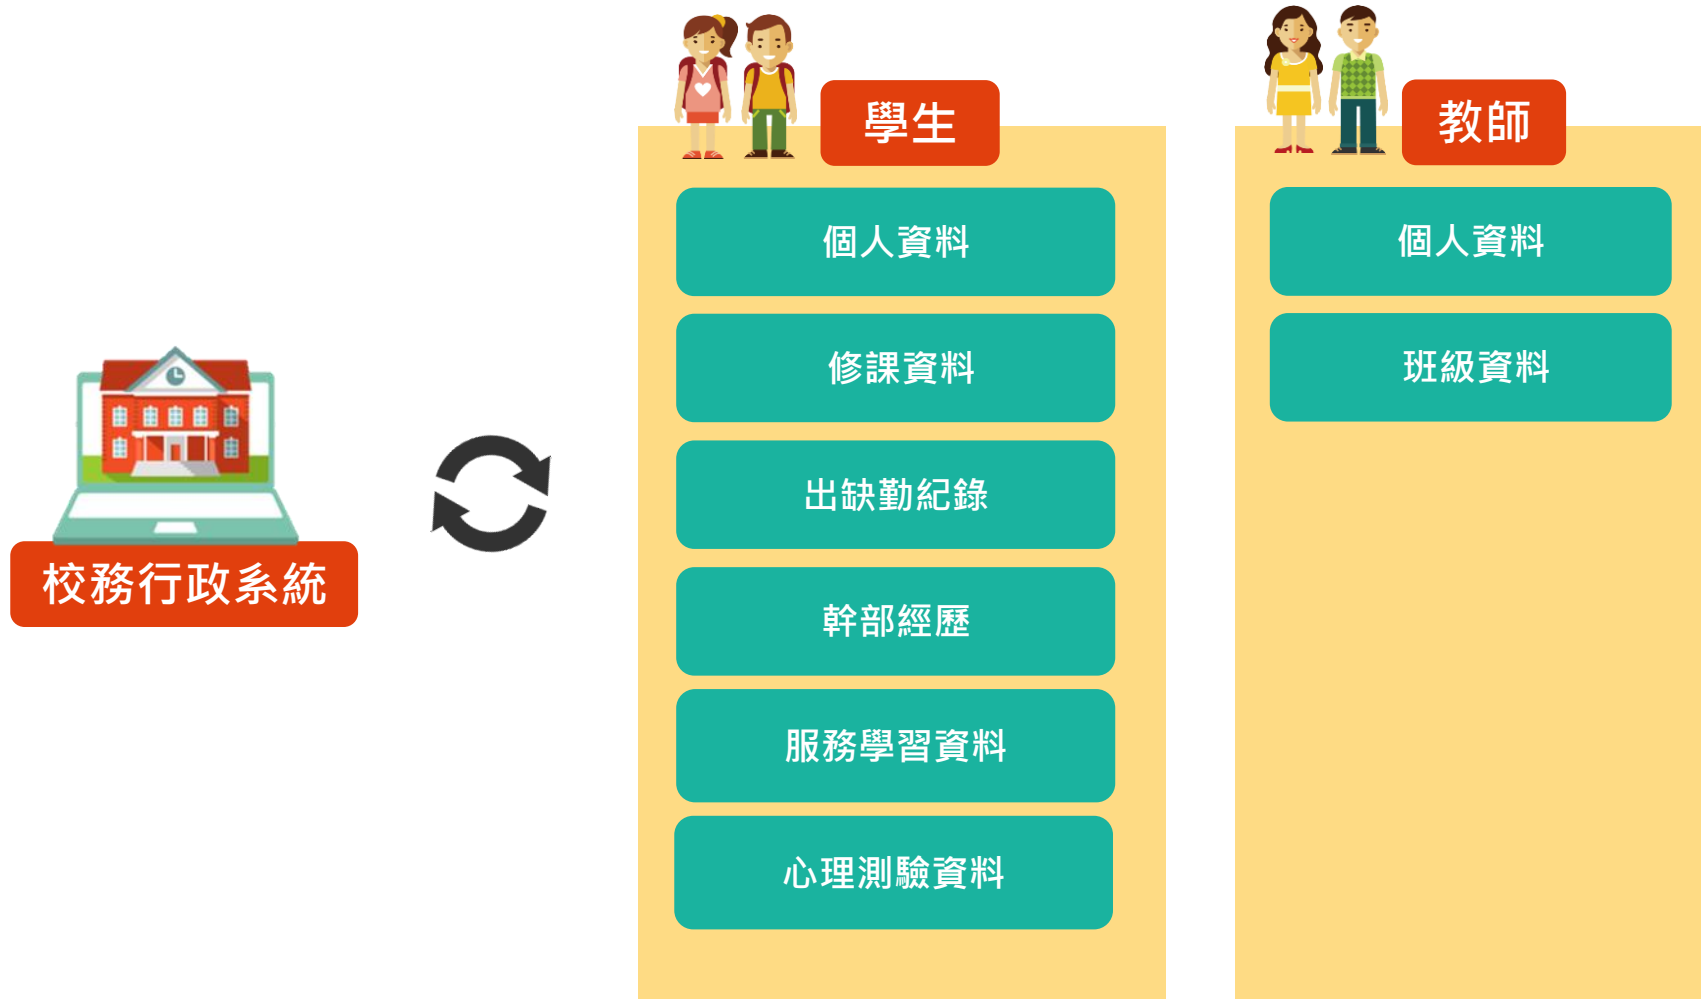 校務行政系統
學生
個人資料
修課資料
出缺勤紀錄
幹部經歷
服務學習資料
心理測驗資料
教師
個人資料
班級資料